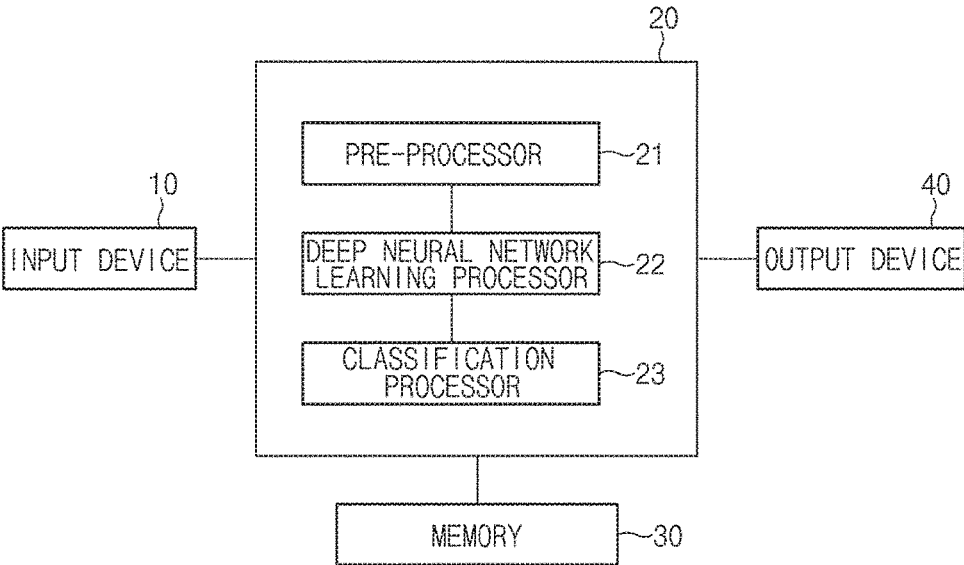 20
PRE-PROCESSOR
21
10
INPUT DEVICE
DEEP NEURAL NETWORK
LEARNING PROCESSOR
22
40
OUTPUT DEVICE
CLASSIFICATION
PROCESSOR
23
MEMORY
30